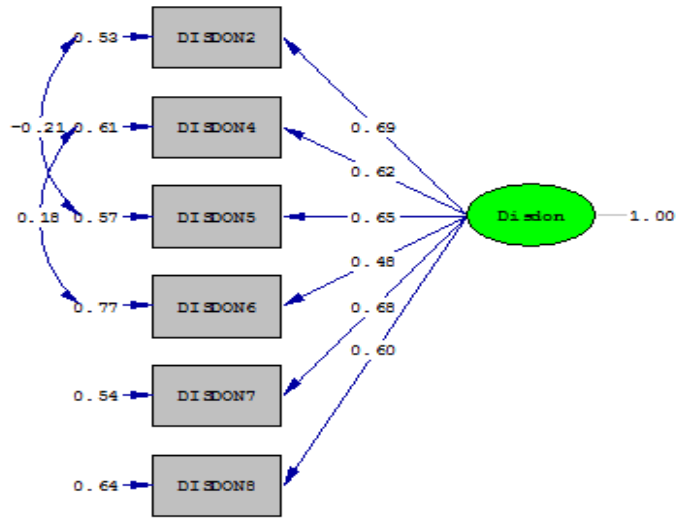 0.53 DISDON2
-0.21 0.61 DISDON4 0.69
0.62
0.18 0.57 DISDON5 0.65 Disdon 1.00
0.48
0.77 DISDON6 0.68
0.60
0.54 DISDON7
0.64 DISDON8